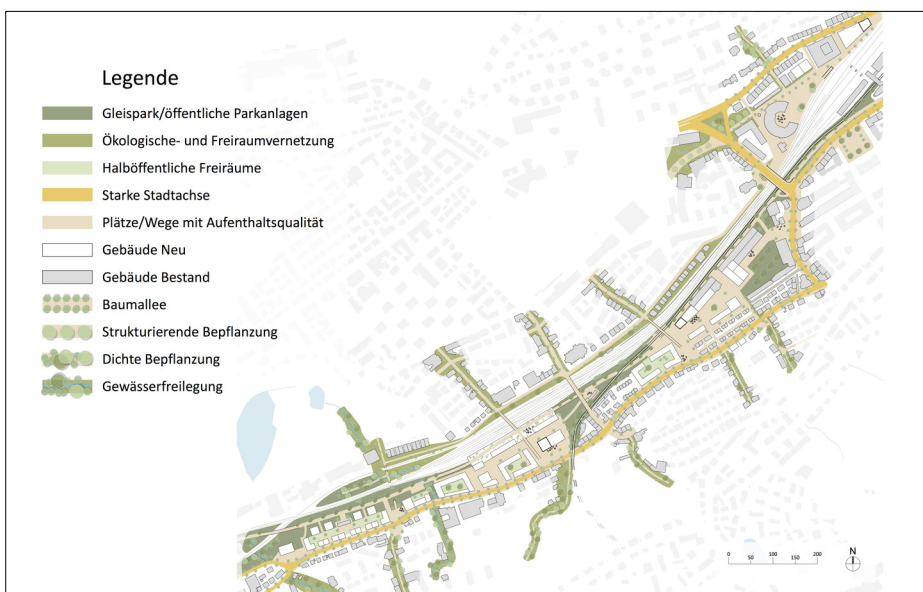 Legende
Gleispark/öffentliche Parkanlagen
Ökologische- und Freiraumvernetzung
Halböffentliche Freiräume
Starke Stadtachse
Plätze/Wege mit Aufenthaltsqualität
Gebäude Neu
Gebäude Bestand
Baumallee
Strukturierende Bepflanzung
Dichte Bepflanzung
Gewässerfreilegung
0 50 100 150 200
N